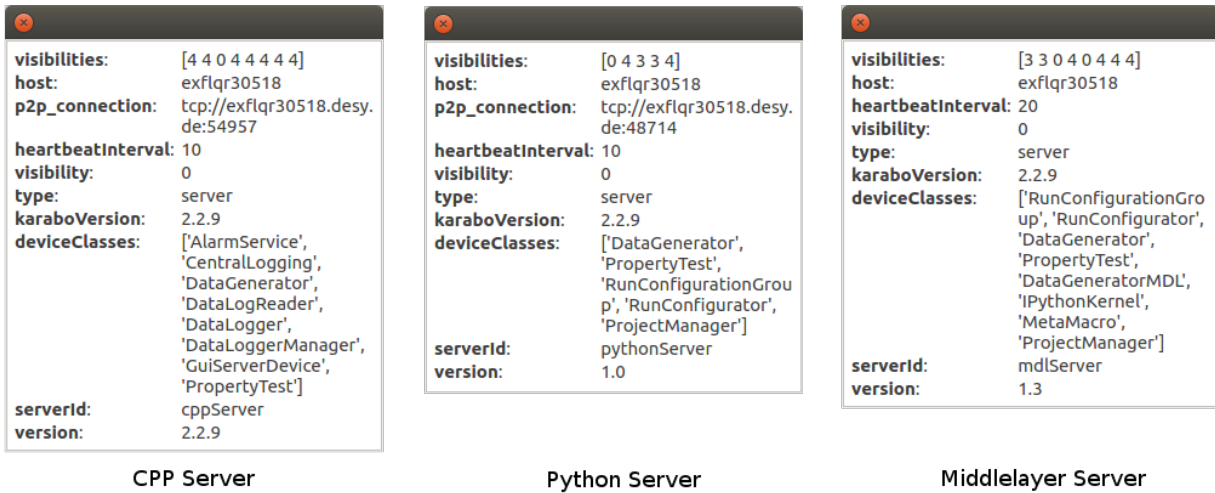 visibilities: [4 4 0 4 4 4 4 4]
host: exflqr30518
p2p_connection: tcp://exflqr30518.desy.
de:54957
heartbeatInterval: 10
visibility: 0
type: server
karaboVersion: 2.2.9
deviceClasses: ['AlarmService',
'CentralLogging',
'DataGenerator',
'DataLogReader',
'DataLogger',
'DataLoggerManager',
'GuiServerDevice',
'PropertyTest']
serverId: cppServer
version: 2.2.9
CPP Server
visibilities: [0 4 3 3 4]
host: exflqr30518
p2p_connection: tcp://exflqr30518.desy.
de:48714
heartbeatInterval: 10
visibility: 0
type: server
karaboVersion: 2.2.9
deviceClasses: ['DataGenerator',
'PropertyTest',
'RunConfigurationGrou
p', 'RunConfigurator',
'ProjectManager']
serverId: pythonServer
version: 1.0
Python Server
visibilities: [3 3 0 4 0 4 4 4]
host: exflqr30518
heartbeatInterval: 20
visibility: 0
type: server
karaboVersion: 2.2.9
deviceClasses: ['RunConfigurationGro
up', 'RunConfigurator',
'DataGenerator',
'PropertyTest',
'DataGeneratorMDL',
'IPythonKernel',
'MetaMacro',
'ProjectManager']
serverId: mdlServer
version: 1.3
Middlelayer Server